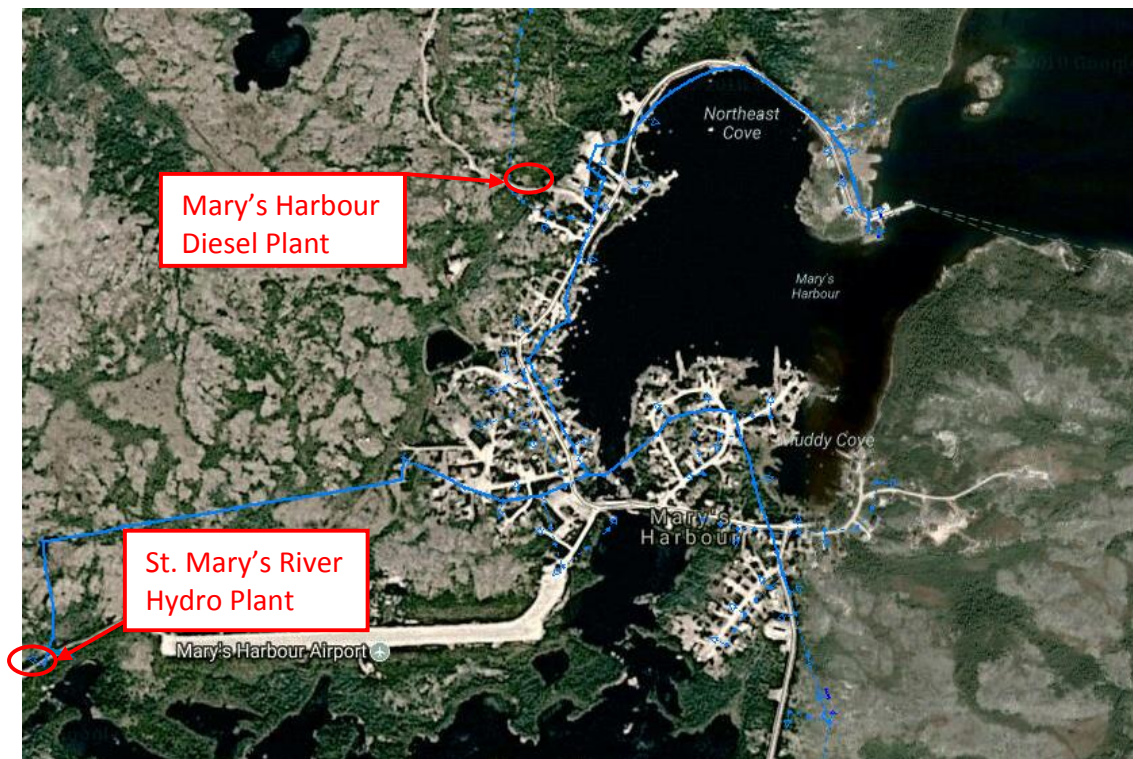 Northeast
Cove
Mary's Harbour
Diesel Plant
Mary's
Harbour
Muddy Cove
Mary's
Harbour
St. Mary's River
Hydro Plant
Mary's Harbour Airport